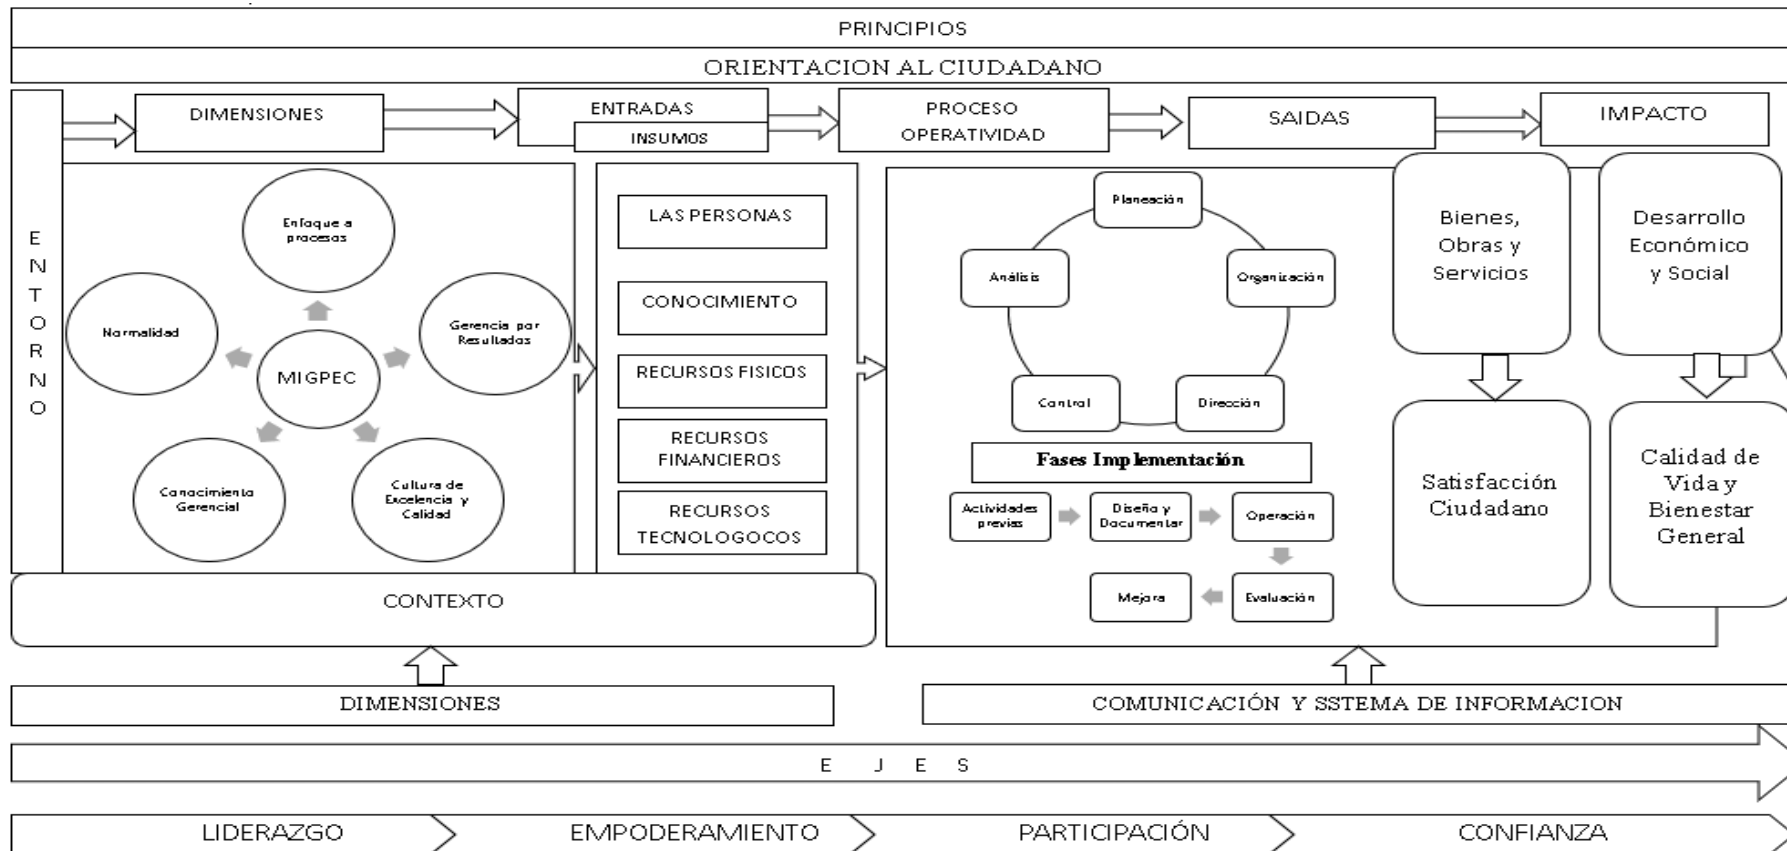 PRINCIPIOS
ORIENTACION AL CIUDADANO
DIMENSIONES
ENTRADAS
INSUMOS
PROCESO
OPERATIVIDAD
SAIDAS
IMPACTO
E
N
T
O
R
N
O
Enfoque a
procesos
Normalidad
Gerencia por
Resultados
MIGPEC
Conocimiento
Gerencial
Cultura de
Excelencia y
Calidad
LAS PERSONAS
CONOCIMIENTO
RECURSOS FISICOS
RECURSOS
FINANCIEROS
RECURSOS
TECNOLOGOCOS
Planeación
Análisis
Organización
Control
Dirección
Fases Implementación
Actividades
previas
Diseño y
Documentar
Operación
Mejora
Evaluación
Bienes,
Obras y
Servicios
Desarrollo
Económico
y Social
Satisfacción
Ciudadano
Calidad de
Vida y
Bienestar
General
CONTEXTO
DIMENSIONES
COMUNICACIÓN Y SSTEMA DE INFORMACION
E J E S
LIDERAZGO
EMPODERAMIENTO
PARTICIPACIÓN
CONFIANZA